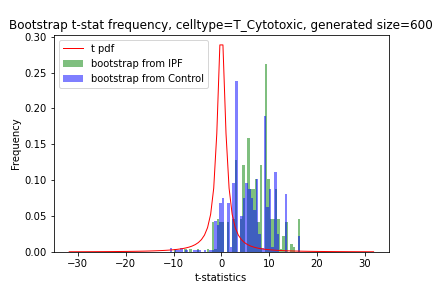 Bootstrap t-stat frequency, celltype=T_Cytotoxic, generated size=600
0.30
0.25
0.20
0.15
0.10
0.05
0.00
Frequency
t pdf
bootstrap from IPF
bootstrap from Control
−30 −20 −10 0 10 20 30
t-statistics